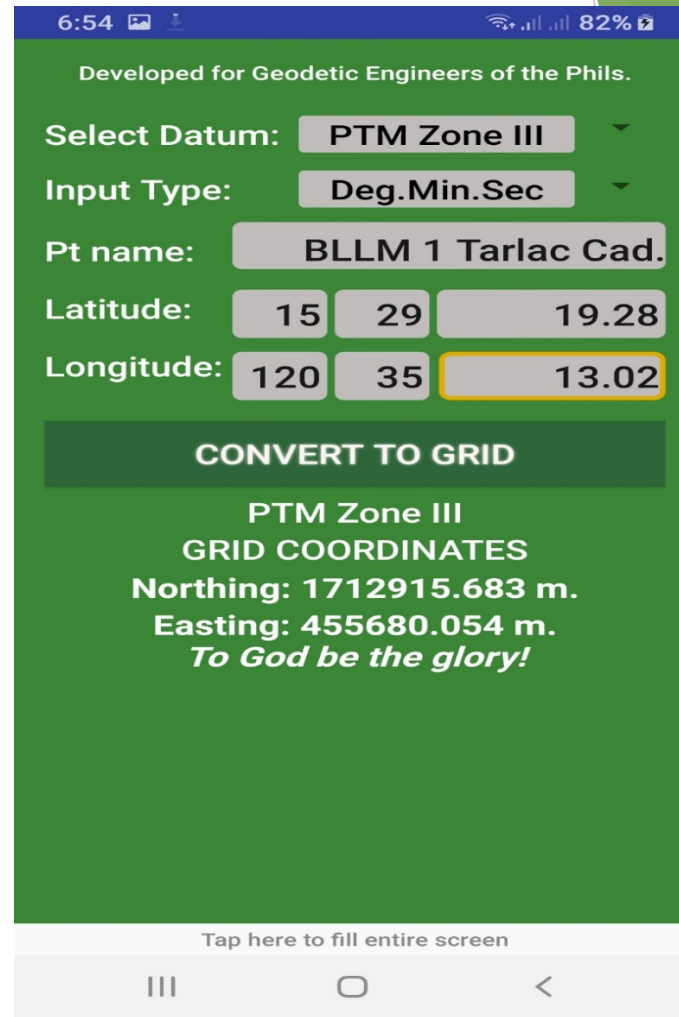 6:54 82%
Developed for Geodetic Engineers of the Phils.
Select Datum: PTM Zone III
Input Type: Deg.Min.Sec
Pt name: BLLM 1 Tarlac Cad.
Latitude: 15 29 19.28
Longitude: 120 35 13.02
CONVERT TO GRID
PTM Zone III
GRID COORDINATES
Northing: 1712915.683 m.
Easting: 455680.054 m.
To God be the glory!
Tap here to fill entire screen